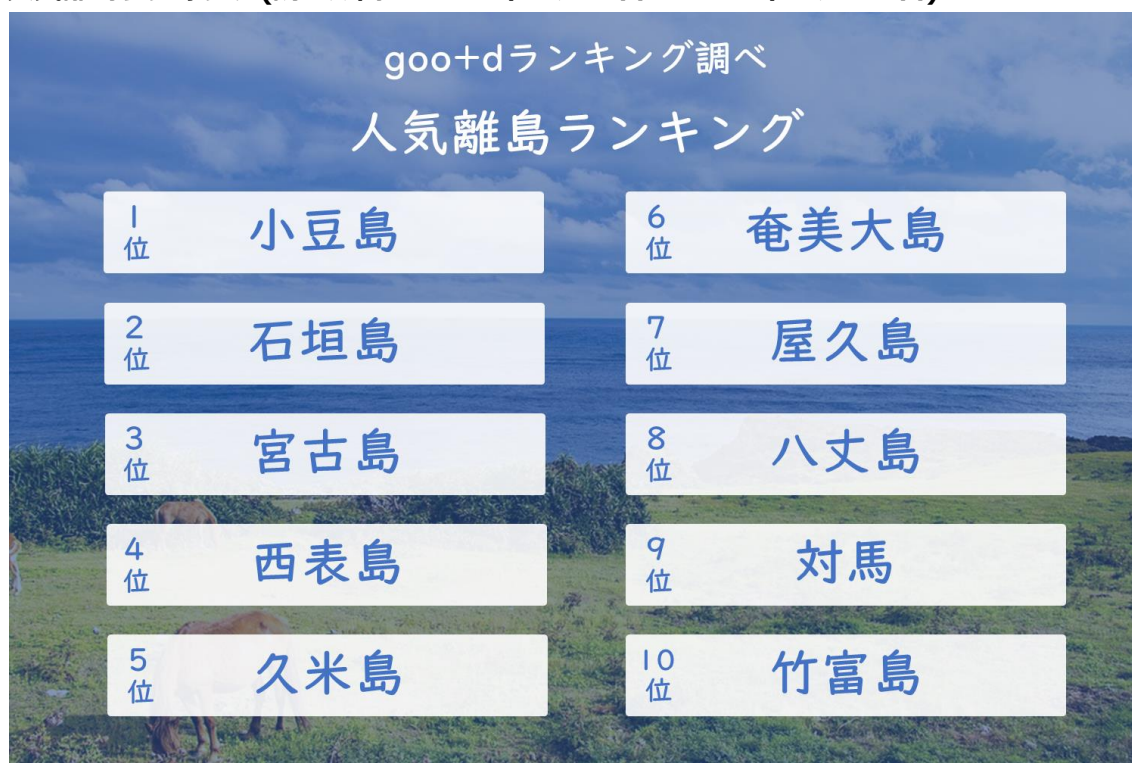 goo+dランキング調べ
人気離島ランキング
1位 小豆島
2位 石垣島
3位 宮古島
4位 西表島
5位 久米島
6位 奄美大島
7位 屋久島
8位 八丈島
9位 対馬
10位 竹富島